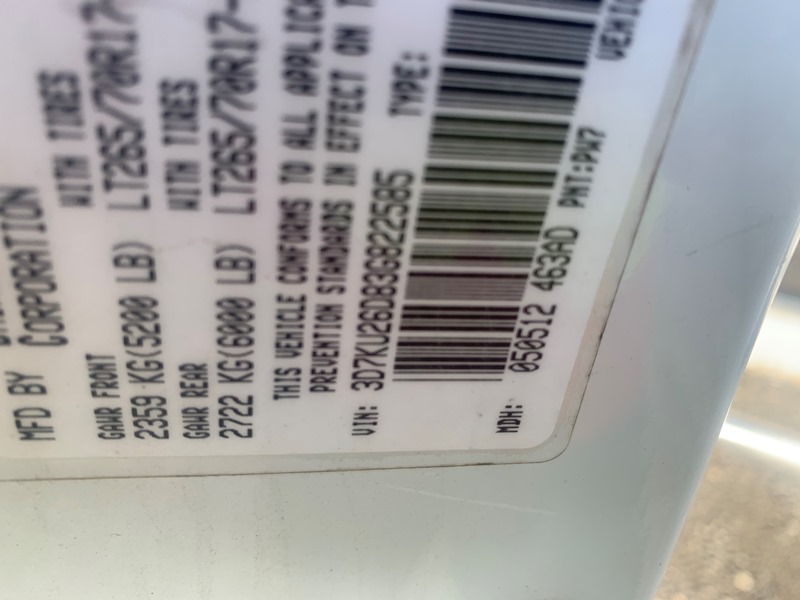 MFD BY
CORPORATION
GAWR FRONT WITH TIRES
2359 KG(5200 LB) LT265/70R17
GAWR REAR WITH TIRES
2722 KG(6000 LB) LT265/70R17-
THIS VEHICLE CONFORMS TO ALL
PREVENTION STANDARDS IN EFFECT ON
VIN: 3D7KU26D83G822585 TYPE:
MDH: 050512 463AD PNT:PW7